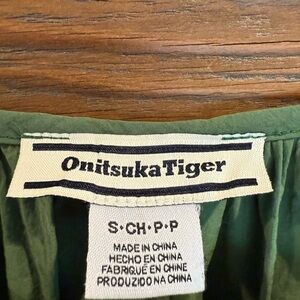 OnitsukaTiger
S•CH•P•P
MADE IN CHINA
HECHO EN CHINA
FABRIQUÉ EN CHINE
PRODUZIDO NA CHINA